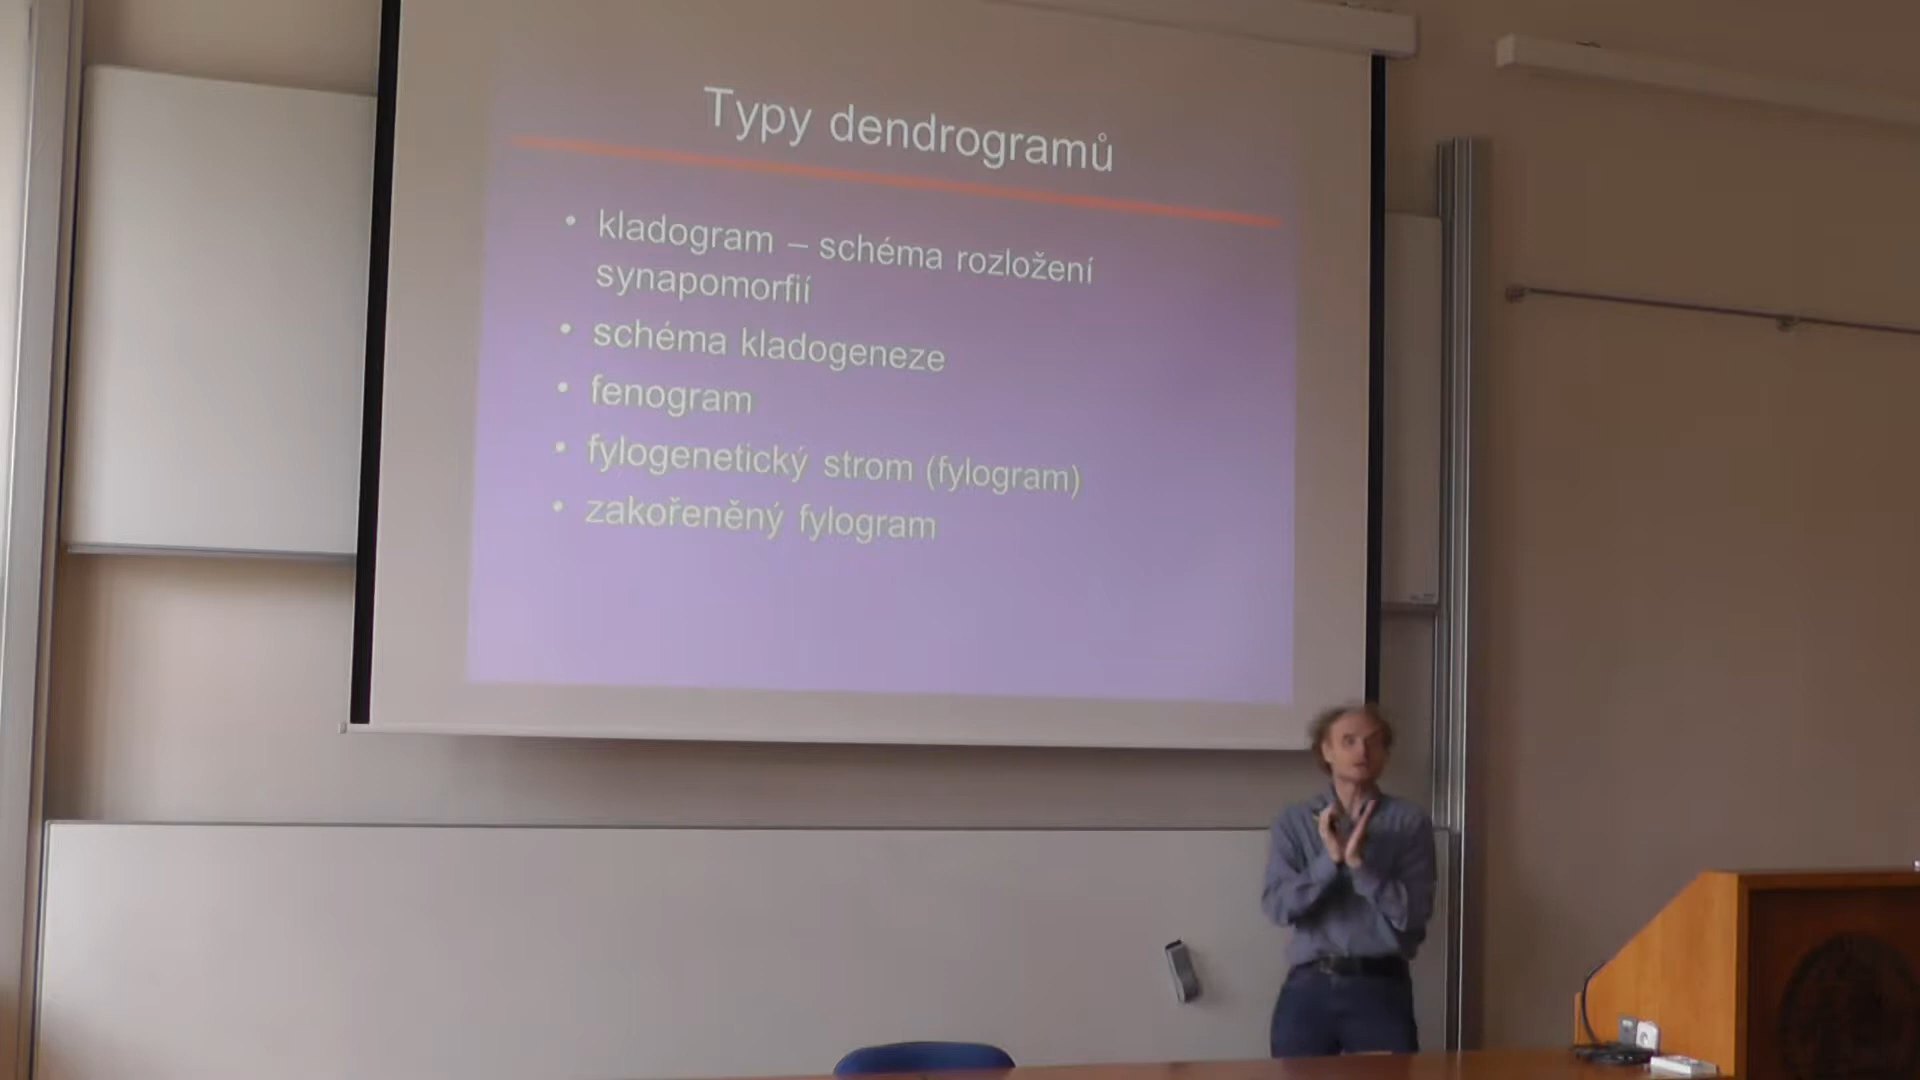 Typy dendrogramů
• kladogram – schéma rozložení
synapomorfií
• schéma kladogeneze
• fenogram
• fylogenetický strom (fylogram)
• zakořeněný fylogram